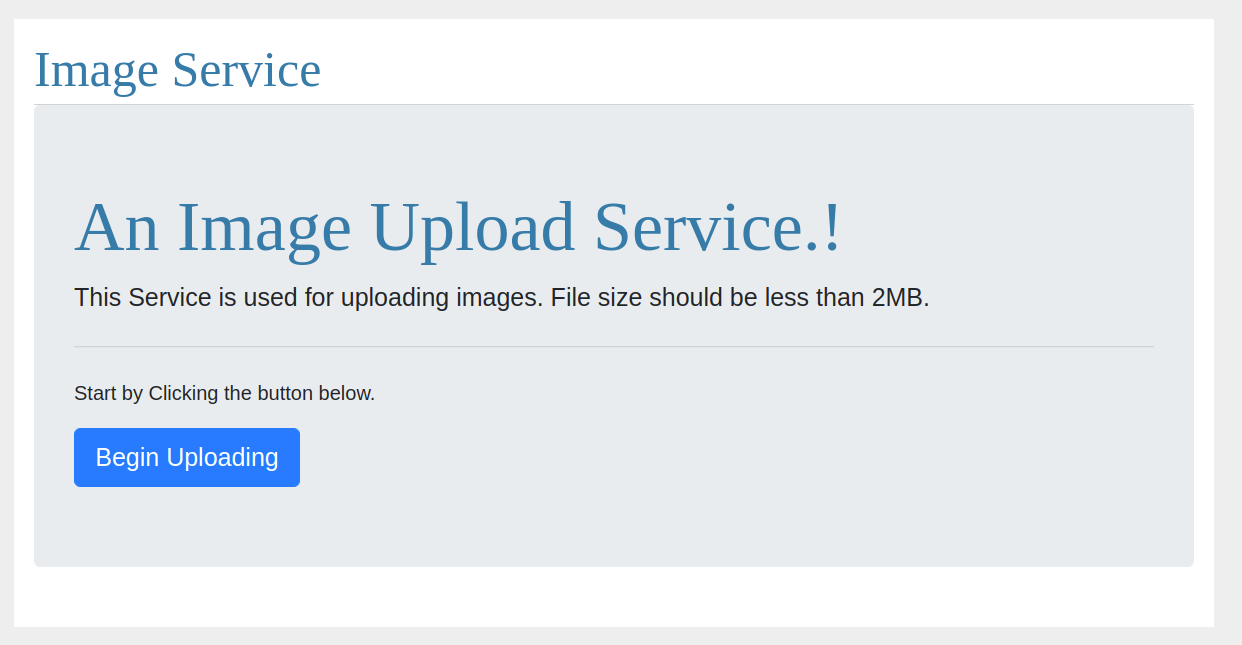 Image Service
An Image Upload Service.!
This Service is used for uploading images. File size should be less than 2MB.
Start by Clicking the button below.
Begin Uploading